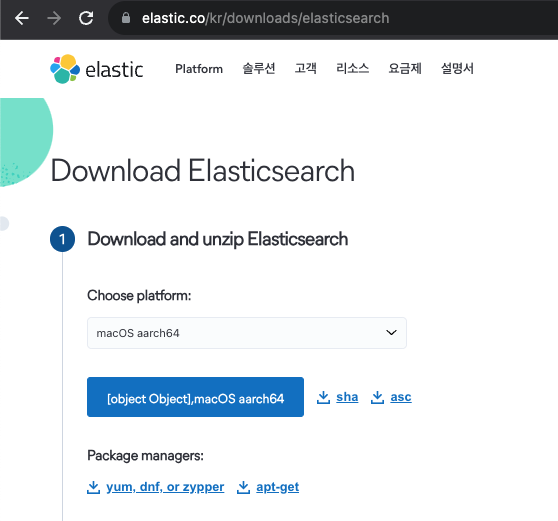 elastic.co/kr/downloads/elasticsearch
elastic Platform 솔루션 고객 리소스 요금제 설명서
Download Elasticsearch
1 Download and unzip Elasticsearch
Choose platform:
macOS aarch64
[object Object],macOS aarch64 sha asc
Package managers:
yum, dnf, or zypper apt-get